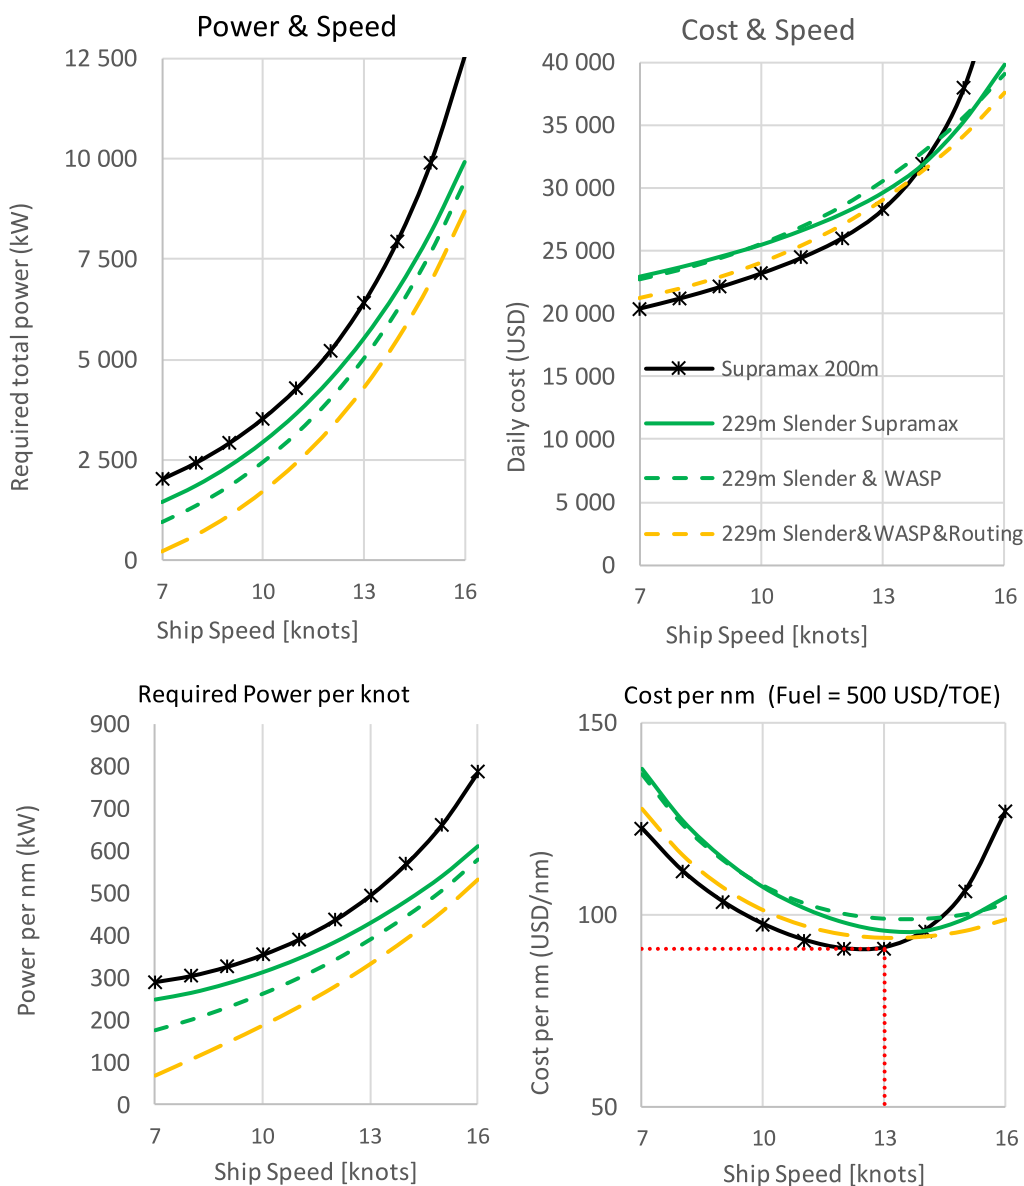 Power & Speed
12 500
10 000
7 500
5 000
2 500
0
Required total power (kW)
7
10
13
16
Ship Speed [knots]
Cost & Speed
40 000
35 000
30 000
25 000
20 000
15 000
10 000
5 000
0
Daily cost (USD)
Supramax 200m
229m Slender Supramax
229m Slender & WASP
229m Slender&WASP&Routing
7
10
13
16
Ship Speed [knots]
Required Power per knot
900
800
700
600
500
400
300
200
100
0
Power per nm (kW)
7
10
13
16
Ship Speed [knots]
Cost per nm (Fuel = 500 USD/TOE)
150
100
50
Cost per nm (USD/nm)
7
10
13
16
Ship Speed [knots]